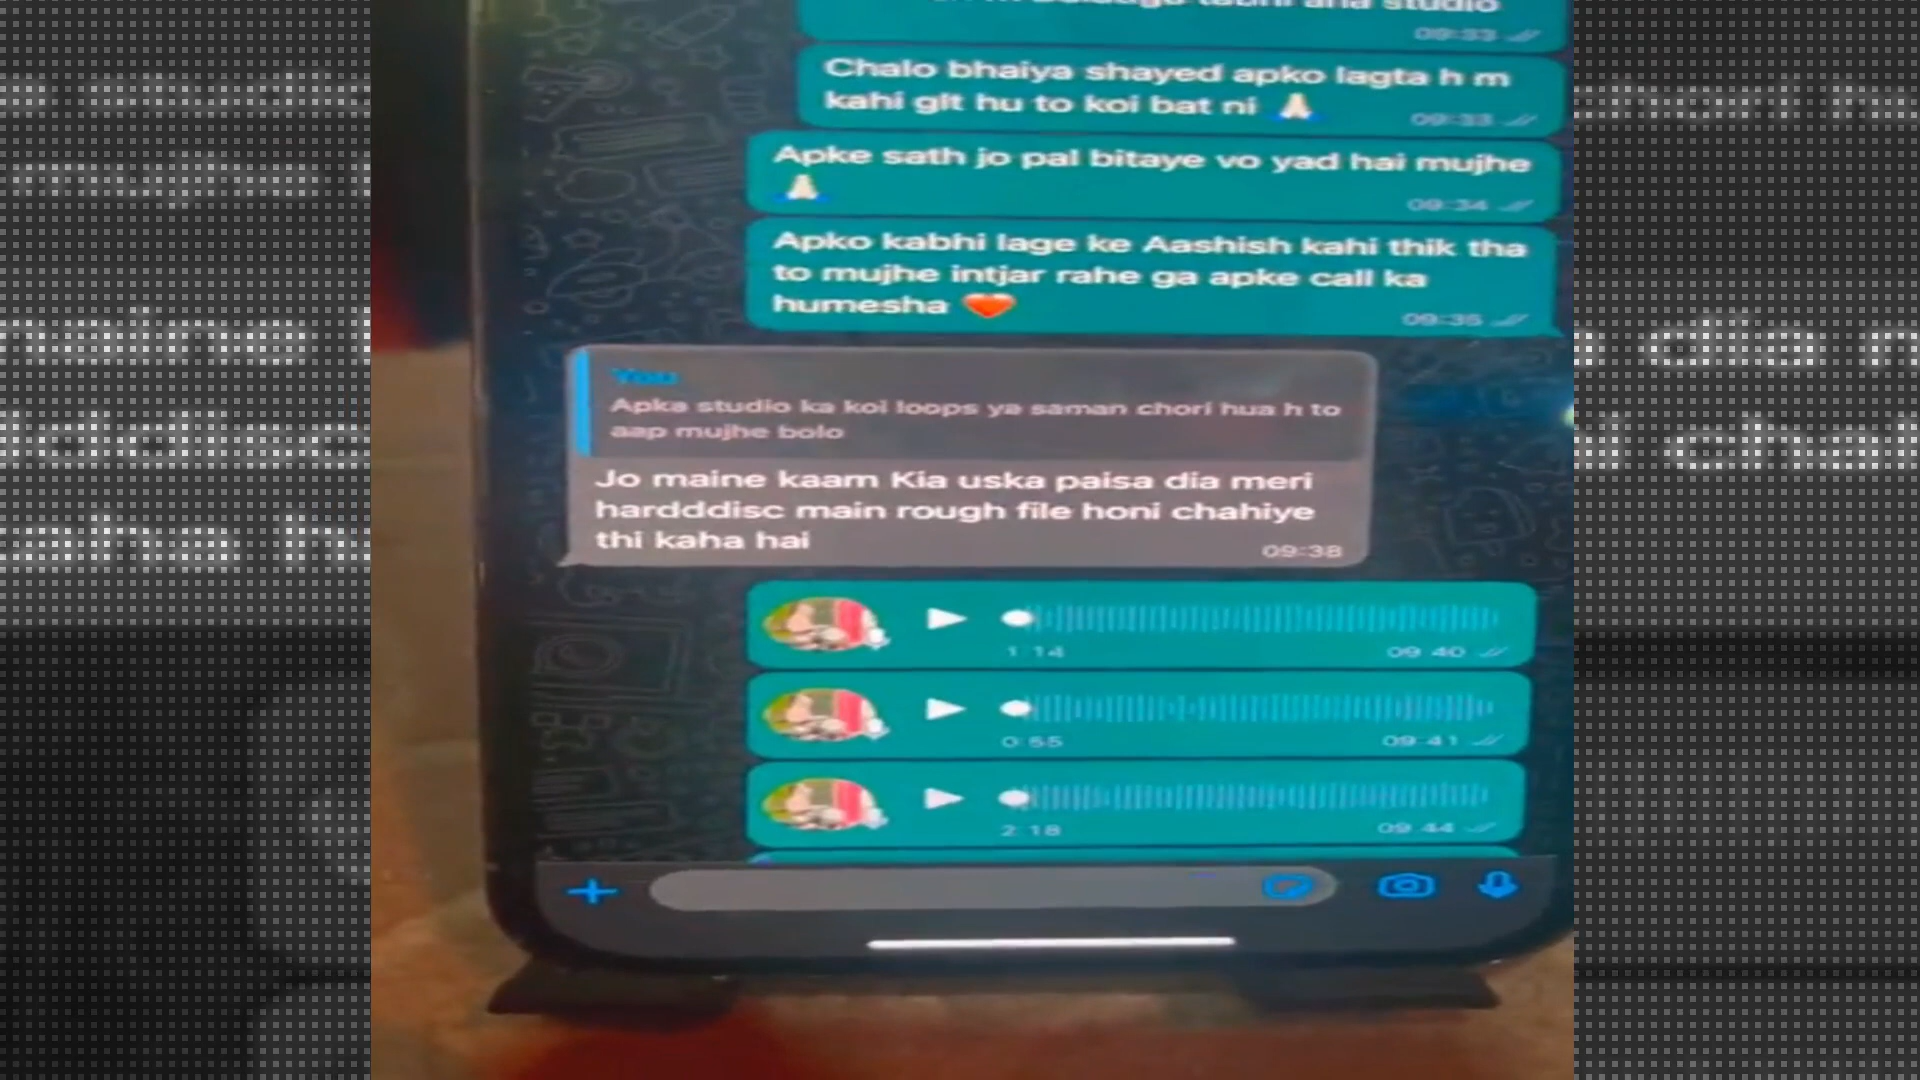 tabhi ana studio
09:33
Chalo bhaiya shayed apko lagta h m
kahi glt hu to koi bat ni 🙏🏻
09:33
Apke sath jo pal bitaye vo yad hai mujhe
🙏🏻
09:34
Apko kabhi lage ke Aashish kahi thik tha
to mujhe intjar rahe ga apke call ka
humesha ❤️
09:35
You
Apka studio ka koi loops ya saman chori hua h to
aap mujhe bolo
Jo maine kaam Kia uska paisa dia meri
hardddisc main rough file honi chahiye
thi kaha hai
09:38
1:14 09:40
0:55 09:41
2:18 09:44